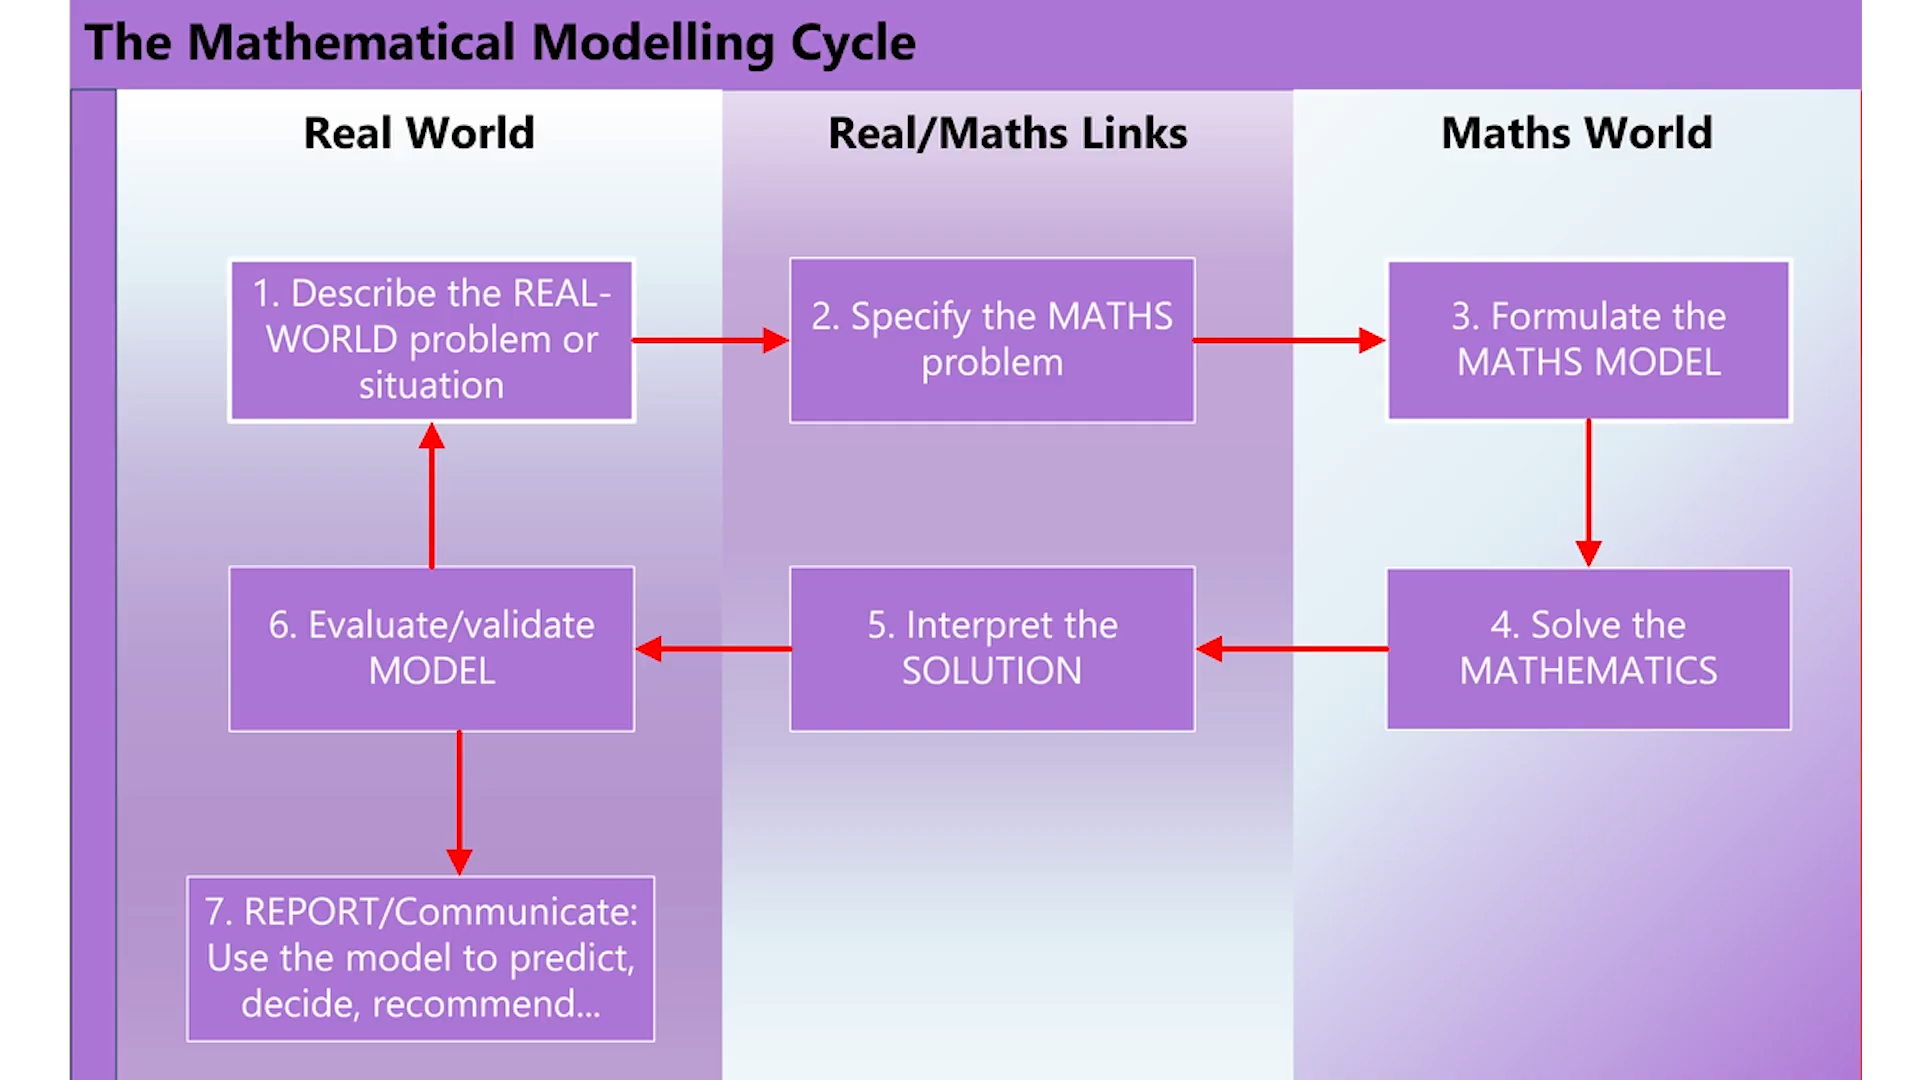 The Mathematical Modelling Cycle
Real World
Real/Maths Links
Maths World
1. Describe the REAL-
WORLD problem or
situation
2. Specify the MATHS
problem
3. Formulate the
MATHS MODEL
6. Evaluate/validate
MODEL
5. Interpret the
SOLUTION
4. Solve the
MATHEMATICS
7. REPORT/Communicate:
Use the model to predict,
decide, recommend...